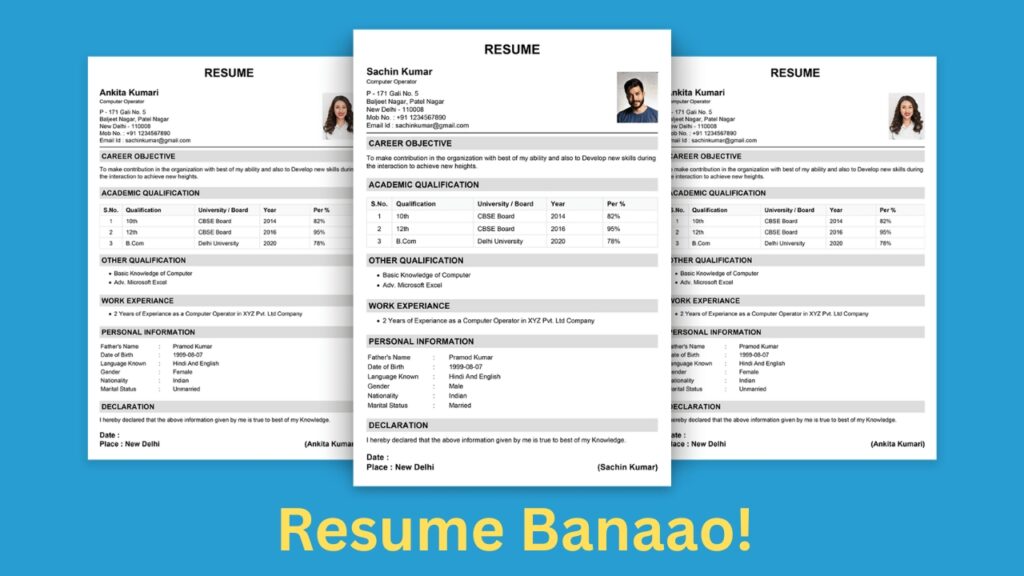 RESUME
Ankita Kumari
Computer Operator
P - 171 Gali No. 5
Baljeet Nagar, Patel Nagar
New Delhi - 110008
Mob No. : +91 1234567890
Email Id : sachinkumar@gmail.com
CAREER OBJECTIVE
To make contribution in the organization with best of my ability and also to Develop new skills during
the interaction to achieve new heights.
ACADEMIC QUALIFICATION
S.No. Qualification University / Board Year Per %
1 10th CBSE Board 2014 82%
2 12th CBSE Board 2016 95%
3 B.Com Delhi University 2020 78%
OTHER QUALIFICATION
• Basic Knowledge of Computer
• Adv. Microsoft Excel
WORK EXPERIANCE
• 2 Years of Experiance as a Computer Operator in XYZ Pvt. Ltd Company
PERSONAL INFORMATION
Father's Name : Pramod Kumar
Date of Birth : 1999-08-07
Language Known : Hindi And English
Gender : Female
Nationality : Indian
Marital Status : Unmarried
DECLARATION
I hereby declared that the above information given by me is true to best of my Knowledge.
Date :
Place : New Delhi (Ankita Kumar
RESUME
Sachin Kumar
Computer Operator
P - 171 Gali No. 5
Baljeet Nagar, Patel Nagar
New Delhi - 110008
Mob No. : +91 1234567890
Email Id : sachinkumar@gmail.com
CAREER OBJECTIVE
To make contribution in the organization with best of my ability and also to Develop new skills during
the interaction to achieve new heights.
ACADEMIC QUALIFICATION
S.No. Qualification University / Board Year Per %
1 10th CBSE Board 2014 82%
2 12th CBSE Board 2016 95%
3 B.Com Delhi University 2020 78%
OTHER QUALIFICATION
• Basic Knowledge of Computer
• Adv. Microsoft Excel
WORK EXPERIANCE
• 2 Years of Experiance as a Computer Operator in XYZ Pvt. Ltd Company
PERSONAL INFORMATION
Father's Name : Pramod Kumar
Date of Birth : 1999-08-07
Language Known : Hindi And English
Gender : Male
Nationality : Indian
Marital Status : Married
DECLARATION
I hereby declared that the above information given by me is true to best of my Knowledge.
Date :
Place : New Delhi (Sachin Kumar)
RESUME
nkita Kumari
Computer Operator
P - 171 Gali No. 5
Baljeet Nagar, Patel Nagar
New Delhi - 110008
Mob No. : +91 1234567890
Email Id : sachinkumar@gmail.com
CAREER OBJECTIVE
To make contribution in the organization with best of my ability and also to Develop new skills during
the interaction to achieve new heights.
ACADEMIC QUALIFICATION
S.No. Qualification University / Board Year Per %
1 10th CBSE Board 2014 82%
2 12th CBSE Board 2016 95%
3 B.Com Delhi University 2020 78%
OTHER QUALIFICATION
• Basic Knowledge of Computer
• Adv. Microsoft Excel
WORK EXPERIANCE
• 2 Years of Experiance as a Computer Operator in XYZ Pvt. Ltd Company
PERSONAL INFORMATION
ather's Name : Pramod Kumar
ate of Birth : 1999-08-07
anguage Known : Hindi And English
Gender : Female
ationality : Indian
arital Status : Unmarried
DECLARATION
hereby declared that the above information given by me is true to best of my Knowledge.
Date :
Place : New Delhi (Ankita Kumari)
Resume Banaao!